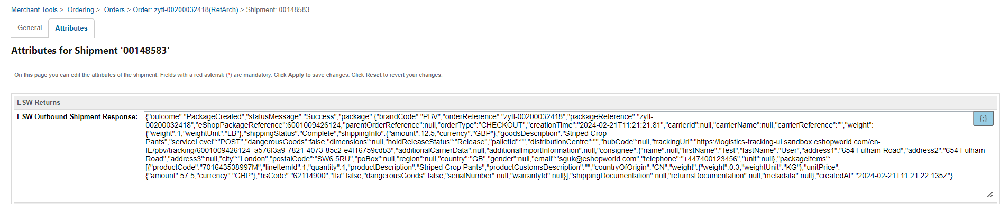 Merchant Tools > Ordering > Orders > Order: zyfl-00200032418(RefArch) > Shipment: 00148583
General Attributes
Attributes for Shipment '00148583'
On this page you can edit the attributes of the shipment. Fields with a red asterisk (*) are mandatory. Click Apply to save changes. Click Reset to revert your changes.
ESW Returns
ESW Outbound Shipment Response: {"outcome":"PackageCreated","statusMessage":"Success","package":{"brandCode":"PBV","orderReference":"zyfl-00200032418","packageReference":"zyfl-
00200032418","eShopPackageReference":6001009426124,"parentOrderReference":null,"orderType":"CHECKOUT","creationTime":"2024-02-21T11:21:21.81","carrierId":null,"carrierName":null,"carrierReference":"","weight":
{"weight":1,"weightUnit":"LB"},"shippingStatus":"Complete","shippingInfo":{"amount":12.5,"currency":"GBP"},"goodsDescription":"Striped Crop
Pants","serviceLevel":"POST","dangerousGoods":false,"dimensions":null,"holdReleaseStatus":"Release","palletId":"","distributionCentre":"","hubCode":null,"trackingUrl":"https://logistics-tracking-ui.sandbox.eshopworld.com/en-
IE/pbv/tracking/6001009426124_a576f3a9-7821-4073-85c2-e4f16759cdb3","additionalCarrierData":null,"additionalImportInformation":null,"consignee":{"name":null,"firstName":"Test","lastName":"User","address1":"654 Fulham Road","address2":"654 Fulham
Road","address3":null,"city":"London","postalCode":"SW6 5RU","poBox":null,"region":null,"country":"GB","gender":null,"email":"sguk@eshopworld.com","telephone":"+447400123456","unit":null},"packageItems":
[{"productCode":"701643538997M","lineItemId":1,"quantity":1,"productDescription":"Striped Crop Pants","productCustomsDescription":"","countryOfOrigin":"CN","weight":{"weight":0.3,"weightUnit":"KG"},"unitPrice":
{"amount":57.5,"currency":"GBP"},"hsCode":"62114900","fta":false,"dangerousGoods":false,"serialNumber":null,"warrantyId":null}],"shippingDocumentation":null,"returnsDocumentation":null,"metadata":null},"createdAt":"2024-02-21T11:21:22.135Z"}
{;}